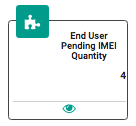 End User
Pending IMEI
Quantity
4